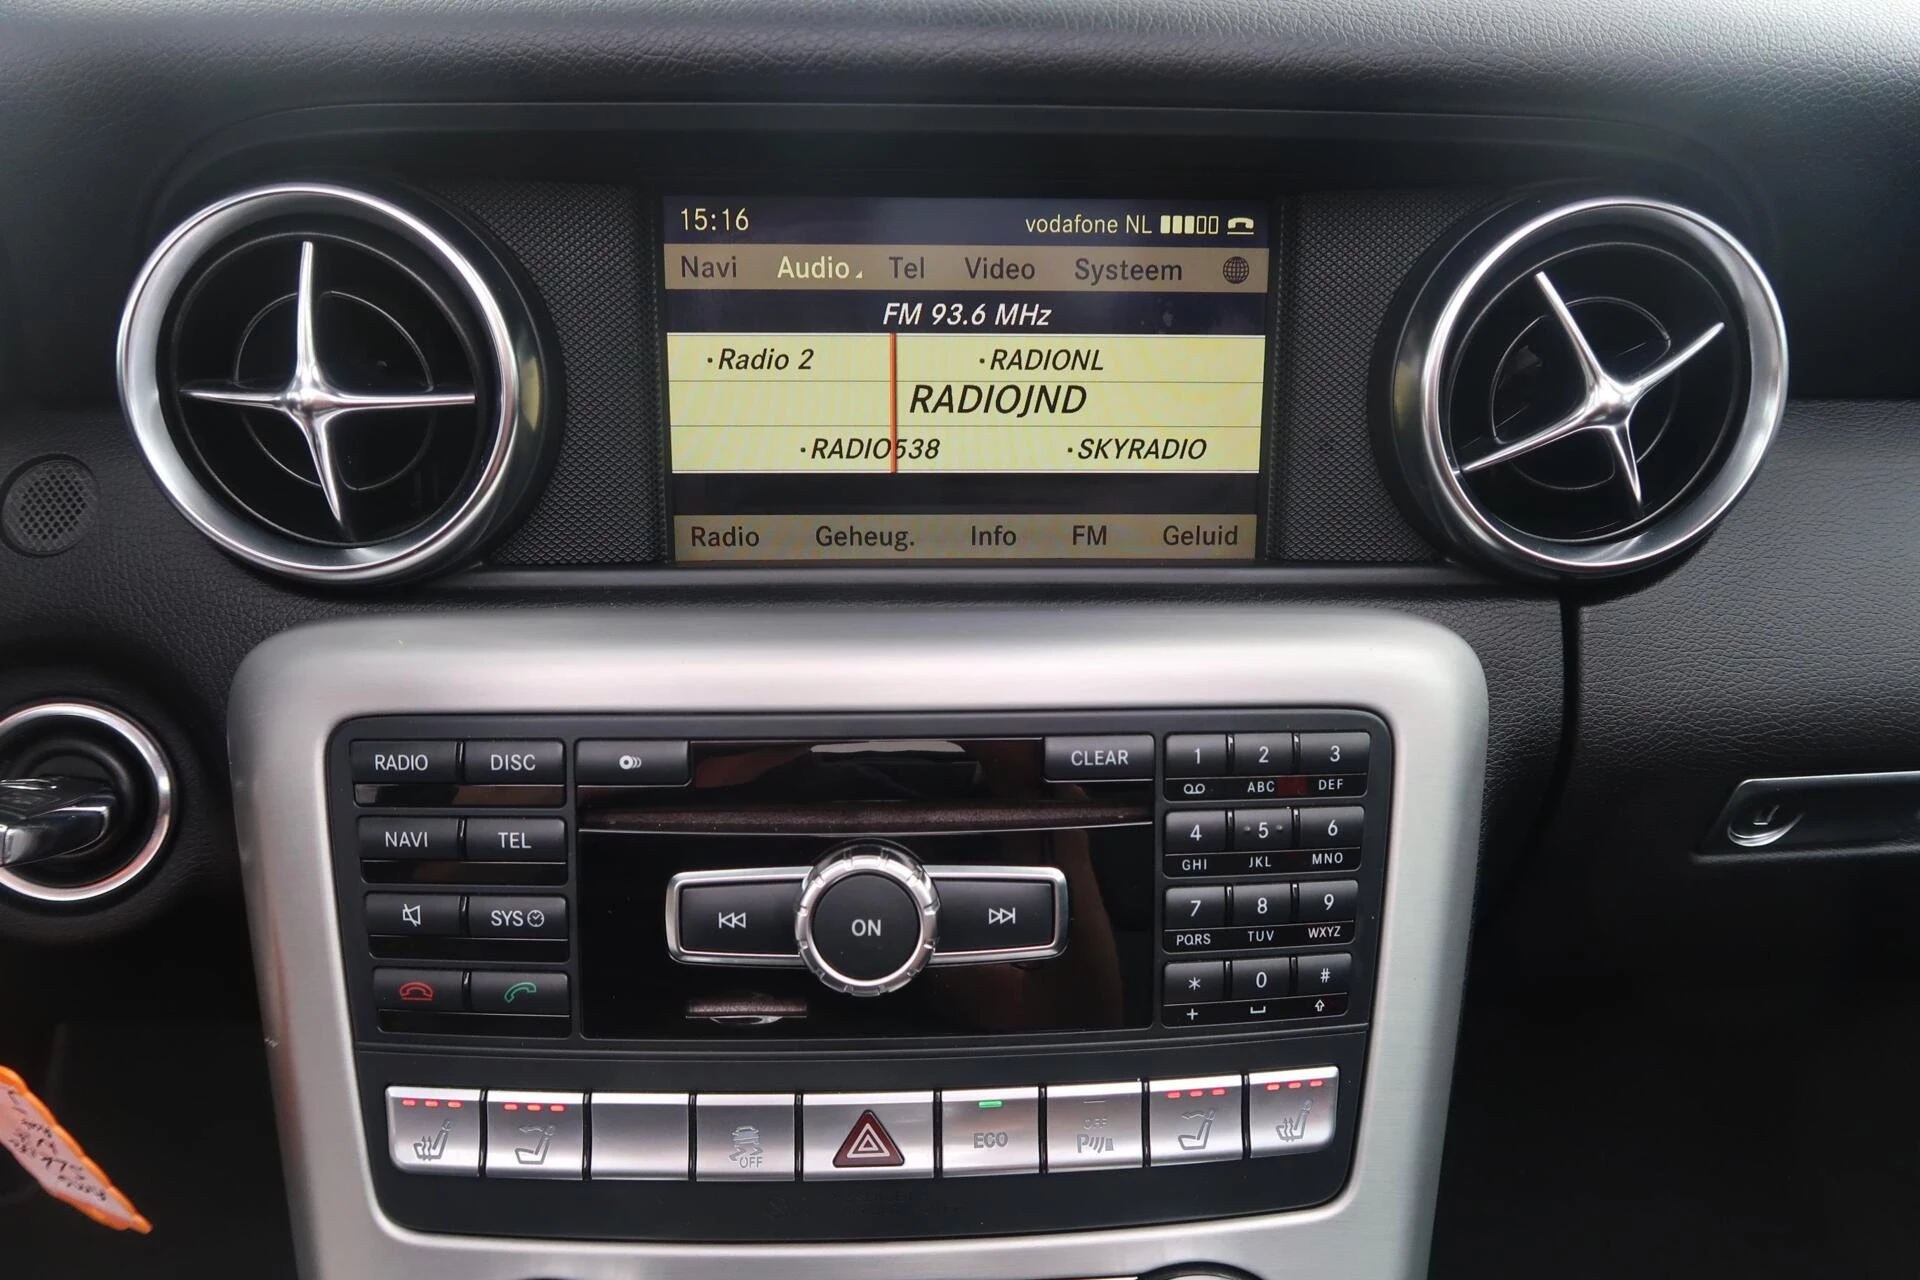 15:16 vodafone NL
Navi Audio Tel Video Systeem
FM 93.6 MHz
·Radio 2 ·RADIONL
RADIOJND
·RADIO538 ·SKYRADIO
Radio Geheug. Info FM Geluid
RADIO DISC CLEAR 1 2 3
ABC DEF
NAVI TEL 4 5 6
GHI JKL MNO
SYS ON 7 8 9
PQRS TUV WXYZ
* 0 #
+
OFF ECO OFF
P